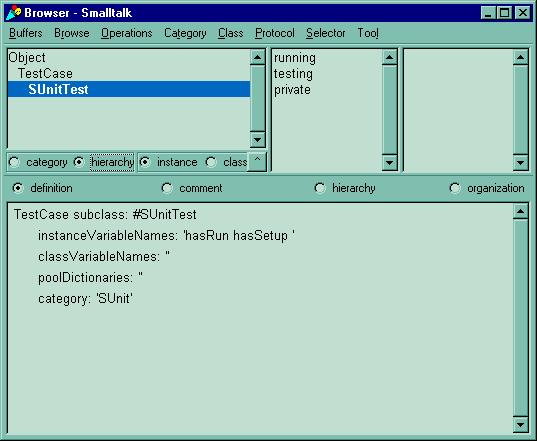 Browser - Smalltalk
Buffers Browse Operations Category Class Protocol Selector Tool
Object
TestCase
SUnitTest
running
testing
private
category hierarchy instance class ^
definition comment hierarchy organization
TestCase subclass: #SUnitTest
instanceVariableNames: 'hasRun hasSetup '
classVariableNames: ''
poolDictionaries: ''
category: 'SUnit'